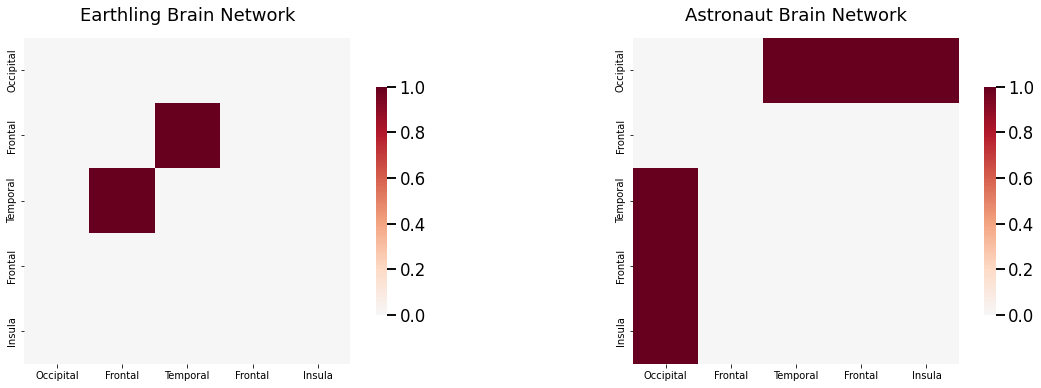 Earthling Brain Network
Occipital
Frontal
Temporal
Frontal
Insula
Occipital Frontal Temporal Frontal Insula
1.0
0.8
0.6
0.4
0.2
0.0
Astronaut Brain Network
Occipital
Frontal
Temporal
Frontal
Insula
Occipital Frontal Temporal Frontal Insula
1.0
0.8
0.6
0.4
0.2
0.0